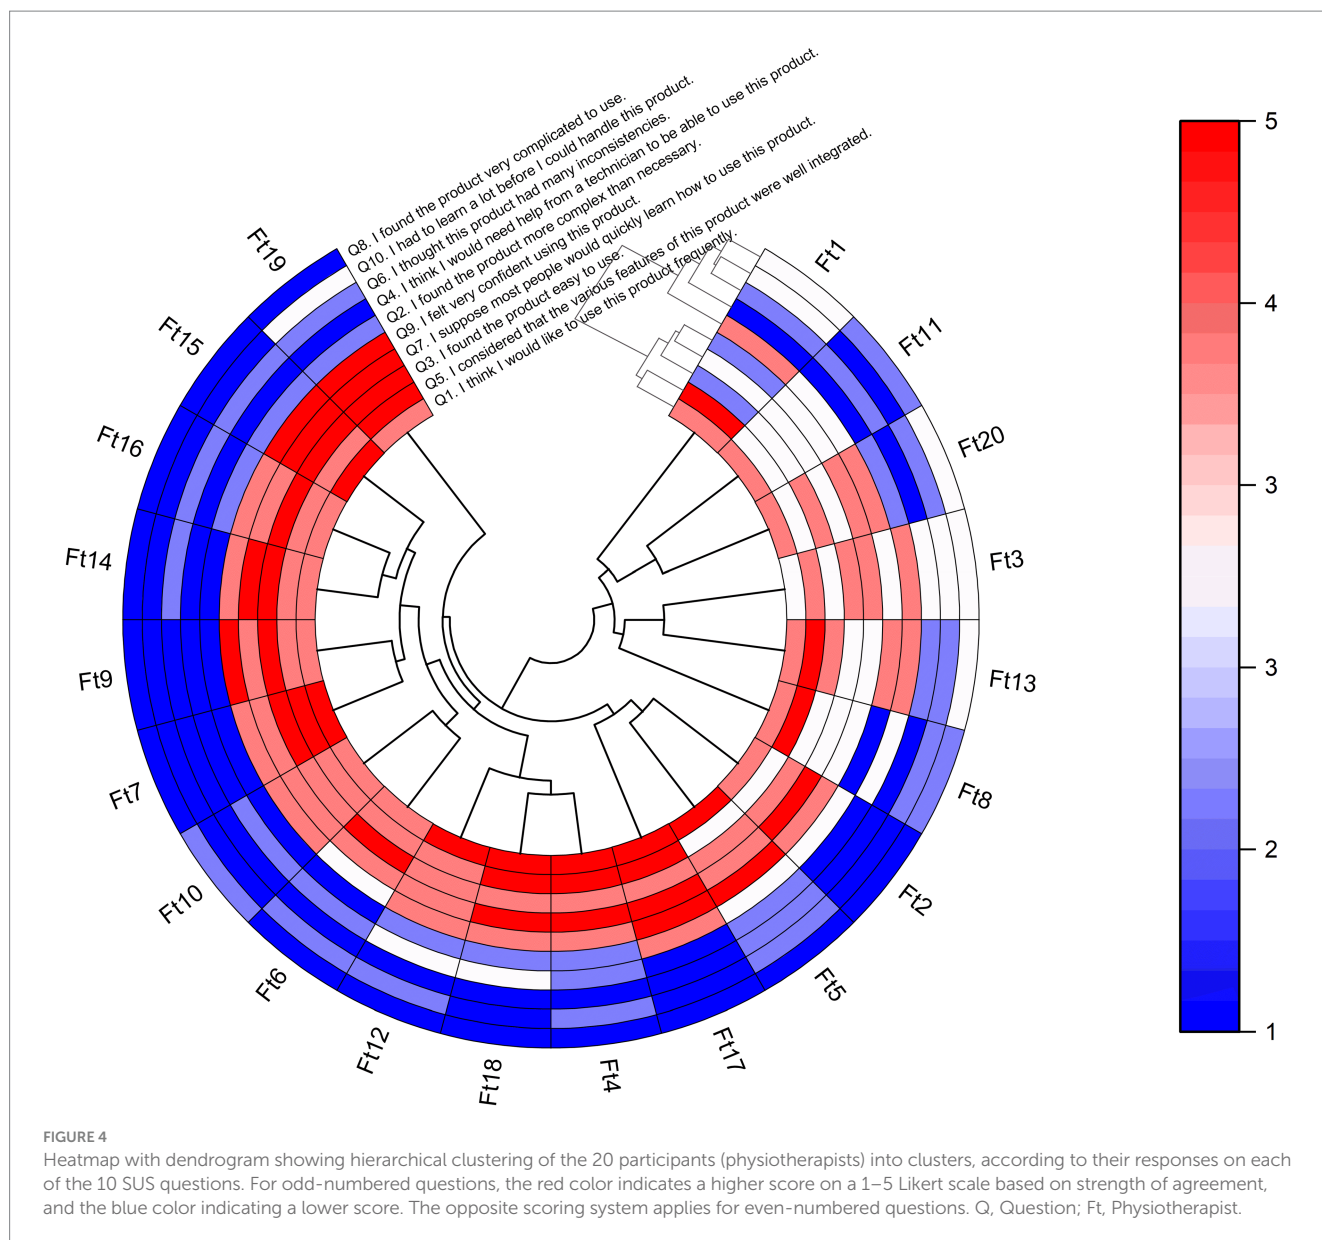 Q8. I found the product very complicated to use.
Q10. I had to learn a lot before I could handle this product.
Q6. I thought this product had many inconsistencies.
Q4. I think I would need help from a technician to be able to use this product.
Q2. I found the product more complex than necessary.
Q9. I felt very confident using this product.
Q7. I suppose most people would quickly learn how to use this product.
Q3. I found the product easy to use.
Q5. I considered that the various features of this product were well integrated.
Q1. I think I would like to use this product frequently.
Ft1
Ft11
Ft20
Ft3
Ft13
Ft8
Ft2
Ft5
Ft17
Ft4
Ft18
Ft12
Ft6
Ft10
Ft7
Ft9
Ft14
Ft16
Ft15
Ft19
5
4
3
3
2
1
FIGURE 4
Heatmap with dendrogram showing hierarchical clustering of the 20 participants (physiotherapists) into clusters, according to their responses on each
of the 10 SUS questions. For odd-numbered questions, the red color indicates a higher score on a 1–5 Likert scale based on strength of agreement,
and the blue color indicating a lower score. The opposite scoring system applies for even-numbered questions. Q, Question; Ft, Physiotherapist.